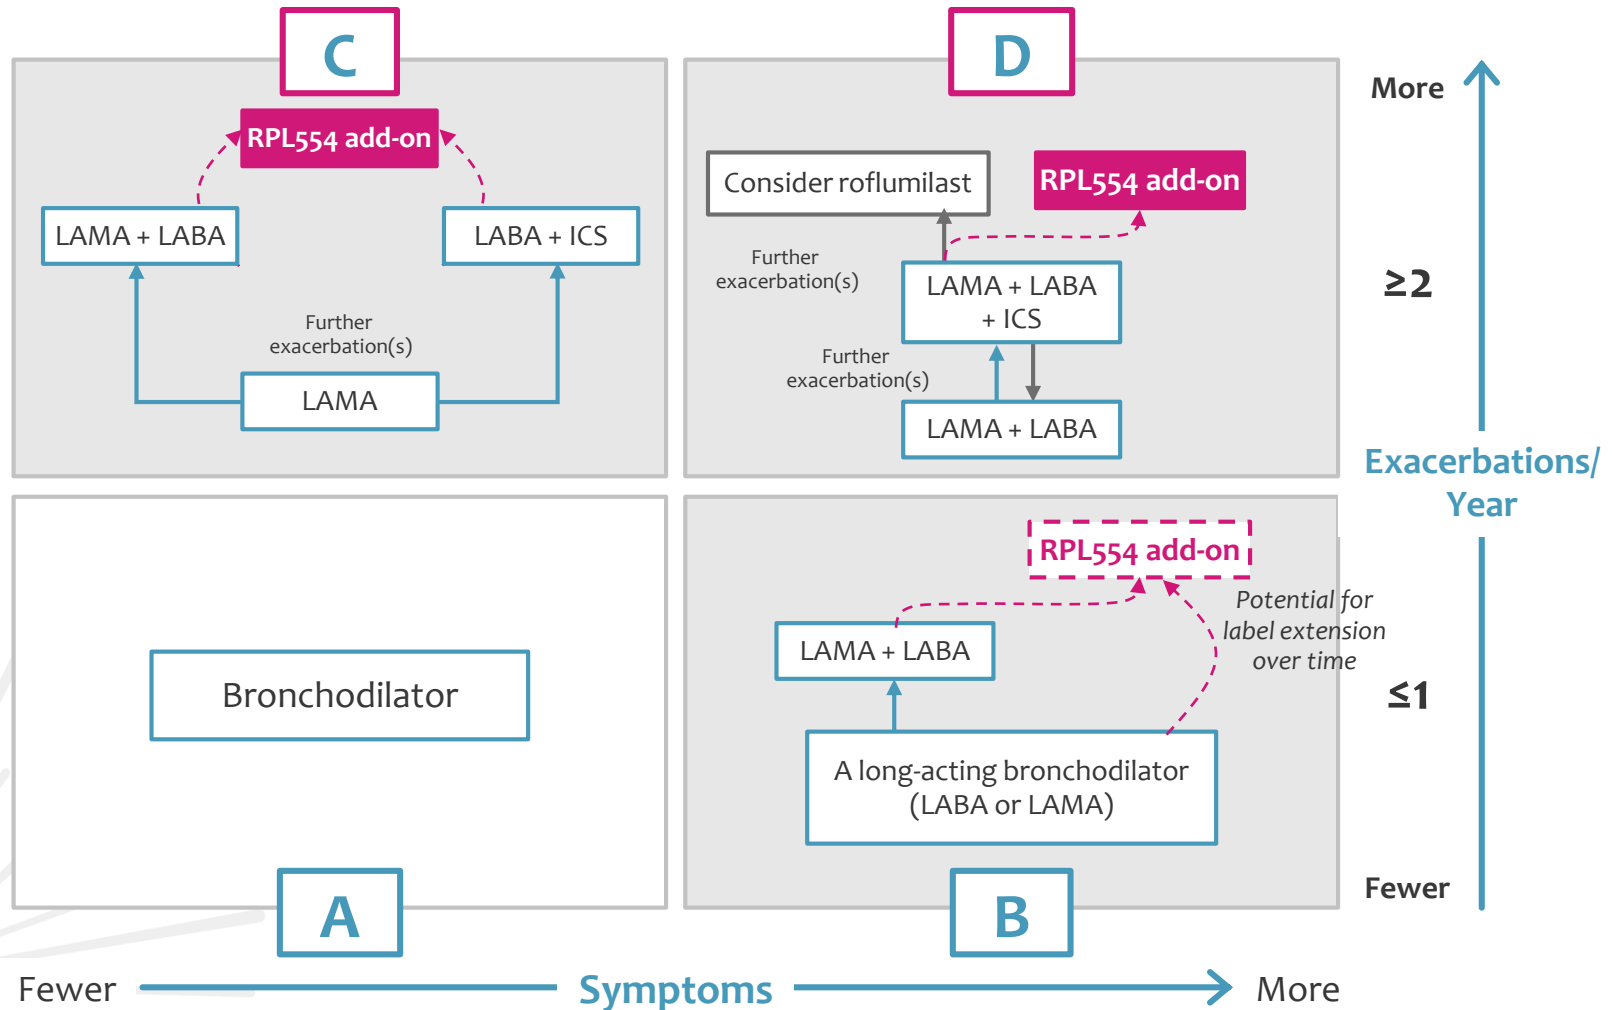 C
RPL554 add-on
LAMA + LABA
LABA + ICS
Further
exacerbation(s)
LAMA
D
Consider roflumilast
RPL554 add-on
Further
exacerbation(s)
LAMA + LABA
+ ICS
Further
exacerbation(s)
LAMA + LABA
More
≥2
Exacerbations/
Year
≤1
Fewer
Bronchodilator
A
RPL554 add-on
Potential for
label extension
over time
LAMA + LABA
A long-acting bronchodilator
(LABA or LAMA)
B
Fewer
Symptoms
More